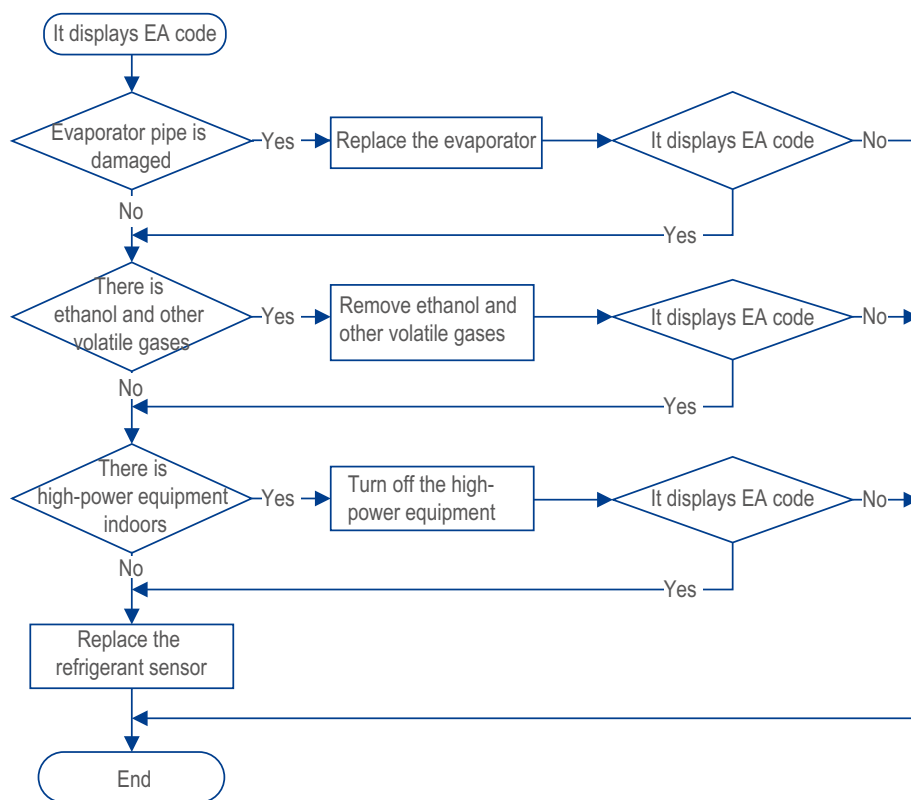 It displays EA code
Evaporator pipe is
damaged
Yes
Replace the evaporator
It displays EA code
No
No
Yes
There is
ethanol and other
volatile gases
Yes
Remove ethanol and
other volatile gases
It displays EA code
No
No
Yes
There is
high-power equipment
indoors
Yes
Turn off the high-
power equipment
It displays EA code
No
No
Yes
Replace the
refrigerant sensor
End